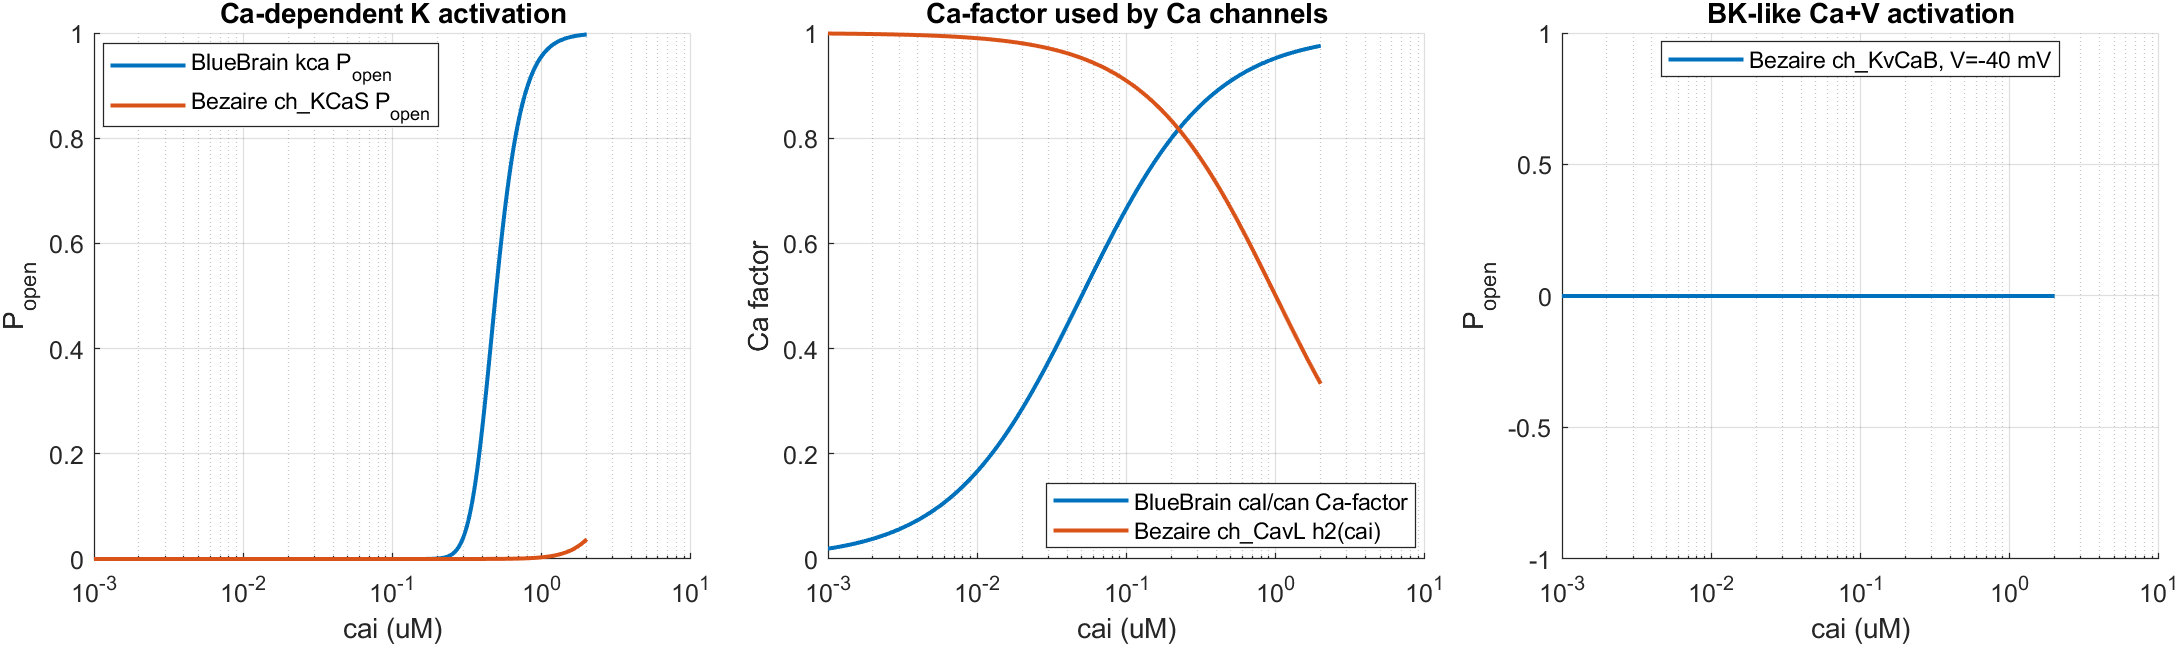 Ca-dependent K activation
BlueBrain kca P_open
Bezaire ch_KCaS P_open
P_open
1
0.8
0.6
0.4
0.2
0
10^-3
10^-2
10^-1
10^0
10^1
cai (uM)
Ca-factor used by Ca channels
Ca factor
1
0.8
0.6
0.4
0.2
0
BlueBrain cal/can Ca-factor
Bezaire ch_CavL h2(cai)
10^-3
10^-2
10^-1
10^0
10^1
cai (uM)
BK-like Ca+V activation
Bezaire ch_KvCaB, V=-40 mV
P_open
1
0.5
0
-0.5
-1
10^-3
10^-2
10^-1
10^0
10^1
cai (uM)